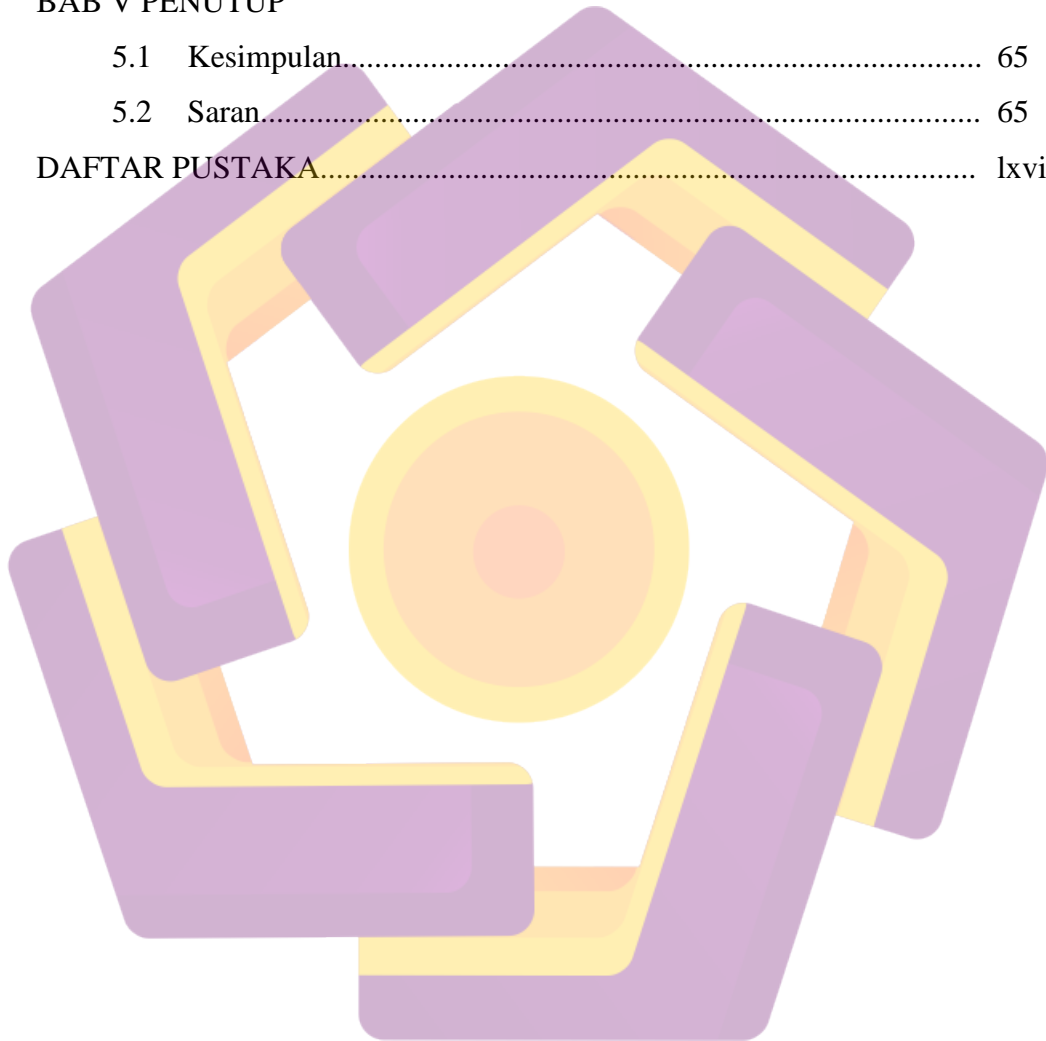 BAB V PENUTUP
5.1 Kesimpulan................................................................................ 65
5.2 Saran.......................................................................................... 65
DAFTAR PUSTAKA.................................................................................. lxvi